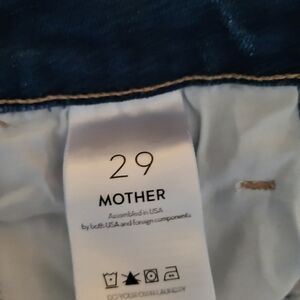 29
MOTHER
Assembled in USA
by both USA and foreign components
DO YOUR OWN LAUNDRY